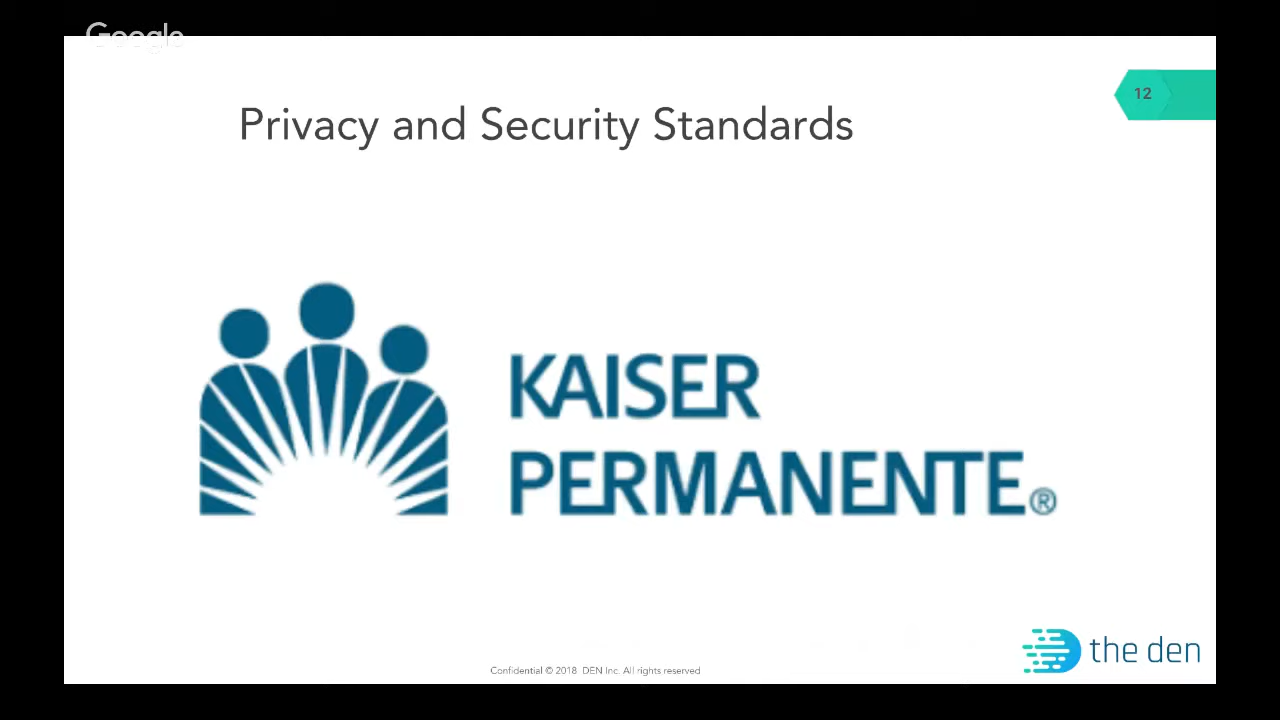 Google
12
Privacy and Security Standards
KAISER
PERMANENTE®
the den
Confidential © 2018 DEN Inc. All rights reserved